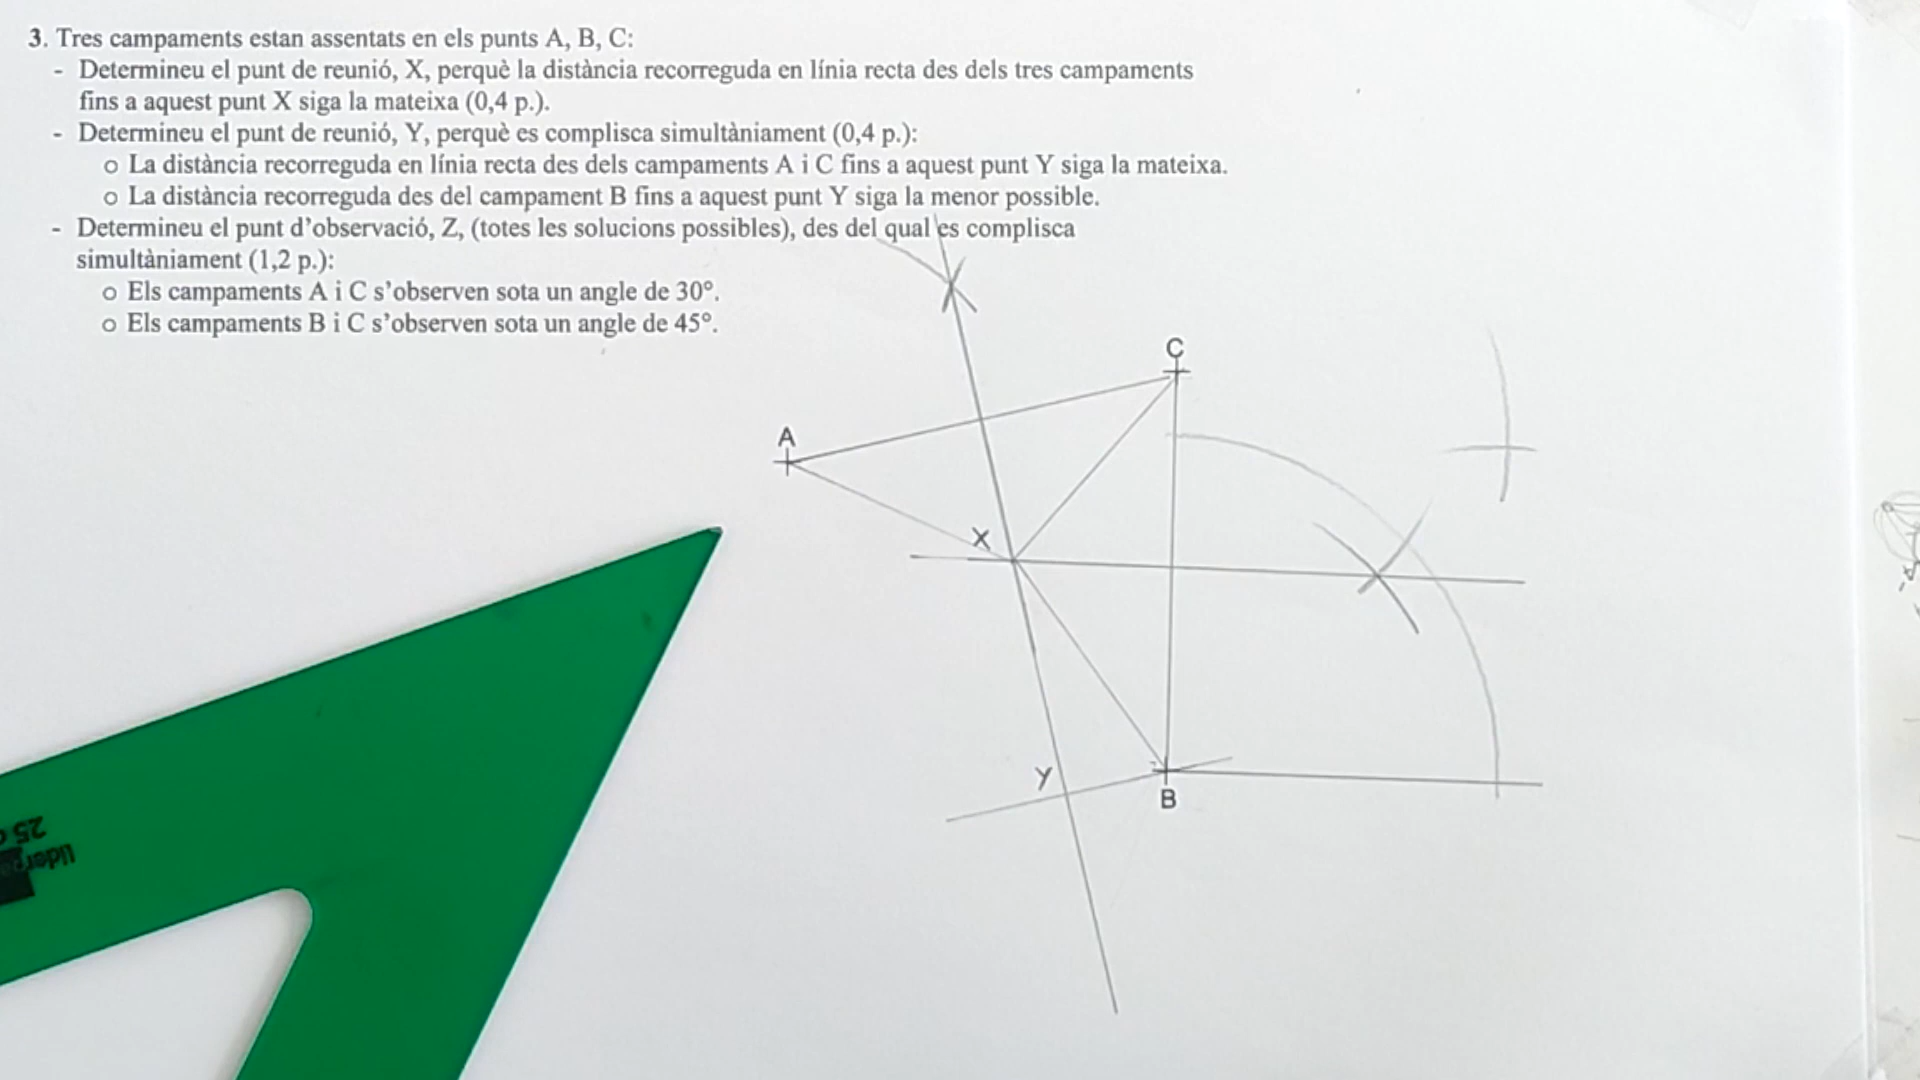 3. Tres campaments estan assentats en els punts A, B, C:
- Determineu el punt de reunió, X, perquè la distància recorreguda en línia recta des dels tres campaments
fins a aquest punt X siga la mateixa (0,4 p.).
- Determineu el punt de reunió, Y, perquè es complisca simultàniament (0,4 p.):
o La distància recorreguda en línia recta des dels campaments A i C fins a aquest punt Y siga la mateixa.
o La distància recorreguda des del campament B fins a aquest punt Y siga la menor possible.
- Determineu el punt d'observació, Z, (totes les solucions possibles), des del qual es complisca
simultàniament (1,2 p.):
o Els campaments A i C s'observen sota un angle de 30º.
o Els campaments B i C s'observen sota un angle de 45º.
C
A
X
Y
B
25